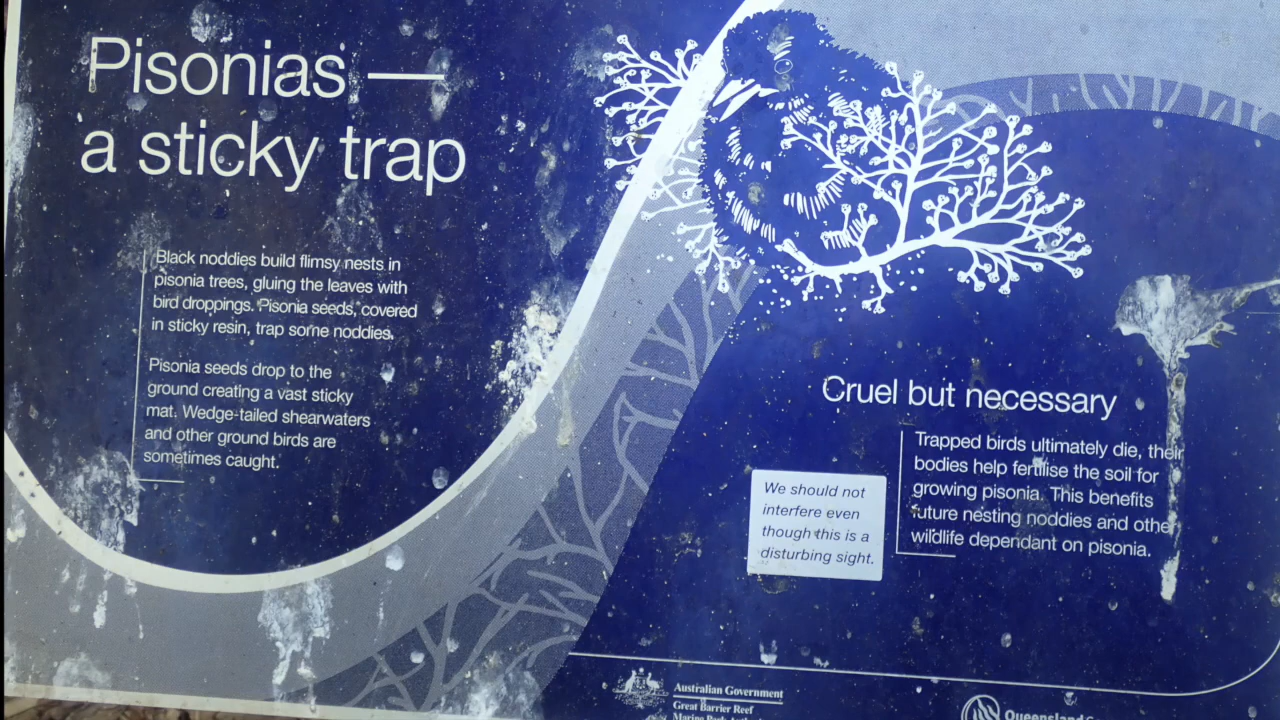 Pisonias —
a sticky trap
Black noddies build flimsy nests in
pisonia trees, gluing the leaves with
bird droppings. Pisonia seeds, covered
in sticky resin, trap some noddies.
Pisonia seeds drop to the
ground creating a vast sticky
mat. Wedge-tailed shearwaters
and other ground birds are
sometimes caught.
Cruel but necessary
Trapped birds ultimately die, their
bodies help fertilise the soil for
growing pisonia. This benefits
future nesting noddies and other
wildlife dependant on pisonia.
We should not
interfere even
though this is a
disturbing sight.
Australian Government
Great Barrier Reef
Marine Park
Queensland